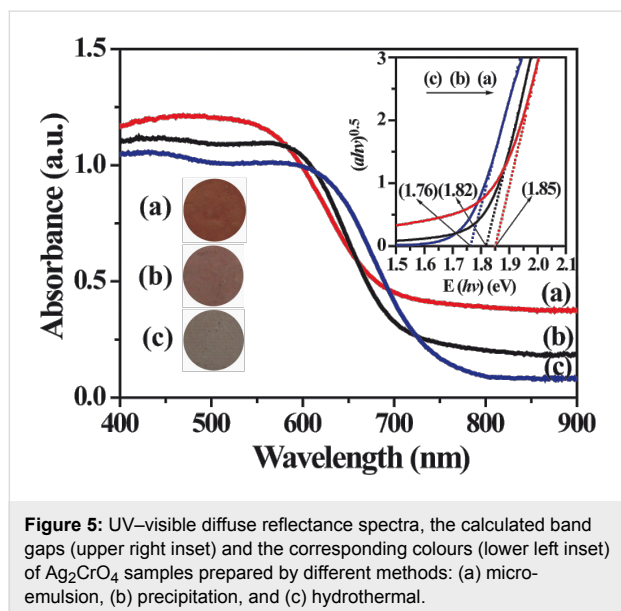 1.5
1.0
0.5
0.0
Absorbance (a.u.)
400 500 600 700 800 900
Wavelength (nm)
(a)
(b)
(c)
(a)
(b)
(c)
3
2
1
0
(ahν)0.5
(c) (b) (a)
(1.76) (1.82) (1.85)
1.5 1.6 1.7 1.8 1.9 2.0 2.1
E (hν) (eV)
Figure 5: UV–visible diffuse reflectance spectra, the calculated band
gaps (upper right inset) and the corresponding colours (lower left inset)
of Ag2CrO4 samples prepared by different methods: (a) micro-
emulsion, (b) precipitation, and (c) hydrothermal.